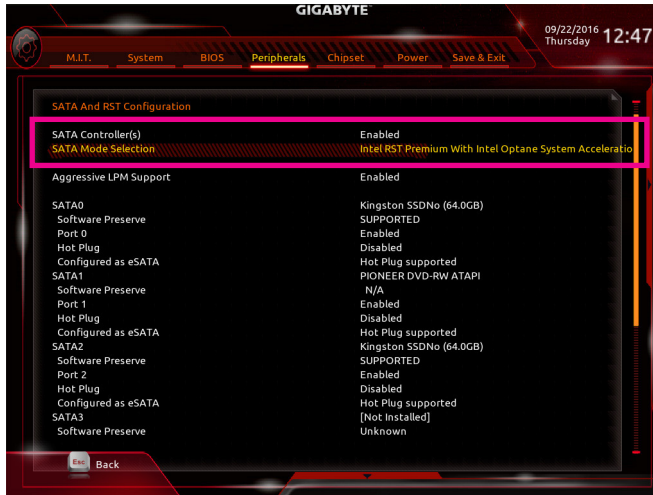 GIGABYTE™
09/22/2016 12:47
Thursday
M.I.T. System BIOS Peripherals Chipset Power Save & Exit
SATA And RST Configuration
SATA Controller(s) Enabled
SATA Mode Selection Intel RST Premium With Intel Optane System Acceleratio
Aggressive LPM Support Enabled
SATA0 Kingston SSDNo (64.0GB)
Software Preserve SUPPORTED
Port 0 Enabled
Hot Plug Disabled
Configured as eSATA Hot Plug supported
SATA1 PIONEER DVD-RW ATAPI
Software Preserve N/A
Port 1 Enabled
Hot Plug Disabled
Configured as eSATA Hot Plug supported
SATA2 Kingston SSDNo (64.0GB)
Software Preserve SUPPORTED
Port 2 Enabled
Hot Plug Disabled
Configured as eSATA Hot Plug supported
SATA3 [Not Installed]
Software Preserve Unknown
Esc Back